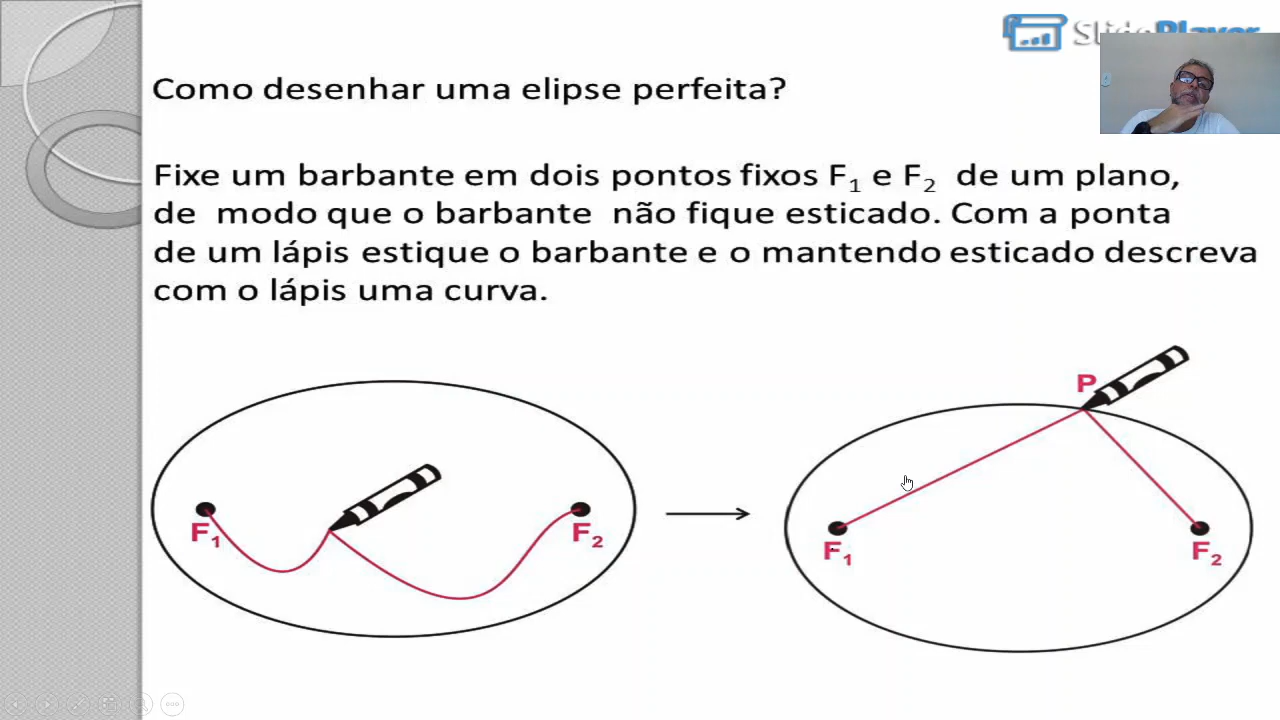 SlidePlayer
Como desenhar uma elipse perfeita?
Fixe um barbante em dois pontos fixos F₁ e F₂ de um plano,
de modo que o barbante não fique esticado. Com a ponta
de um lápis estique o barbante e o mantendo esticado descreva
com o lápis uma curva.
F₁
F₂
P
F₁
F₂